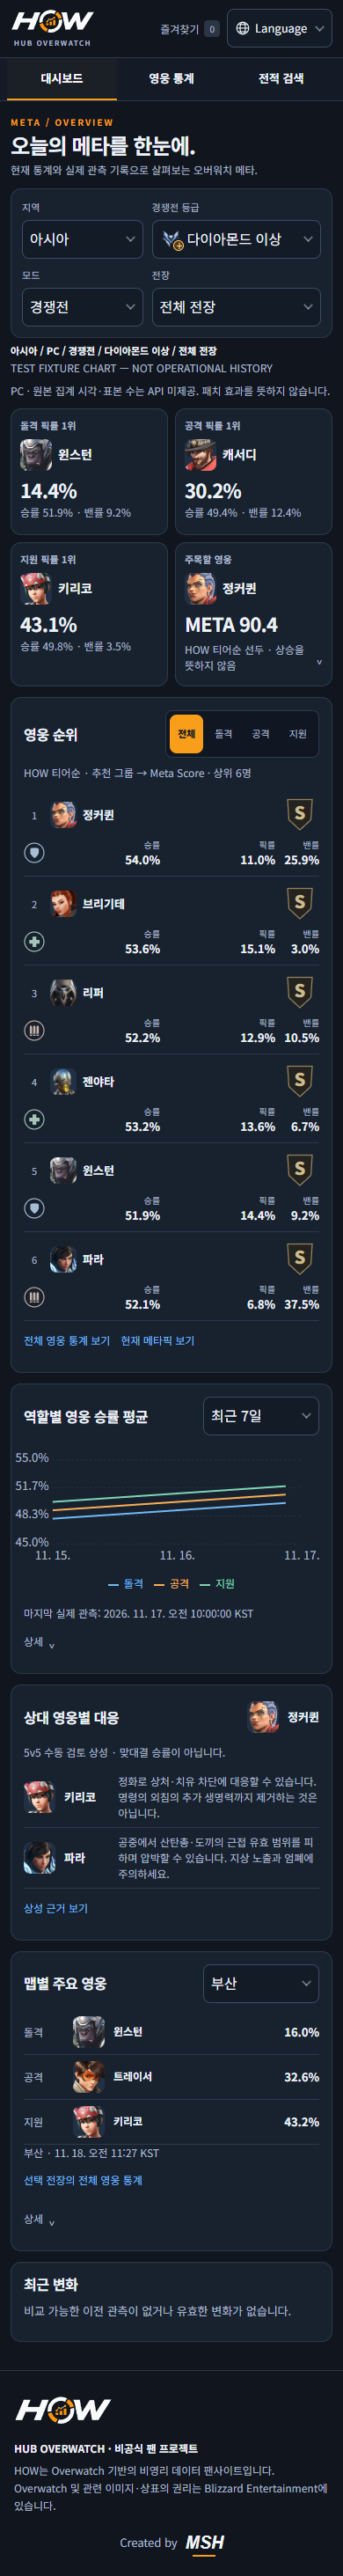 HOW
HUB OVERWATCH
즐겨찾기 0
Language
대시보드 영웅 통계 전적 검색
META / OVERVIEW
오늘의 메타를 한눈에.
현재 통계와 실제 관측 기록으로 살펴보는 오버워치 메타.
지역 경쟁전 등급
아시아 다이아몬드 이상
모드 전장
경쟁전 전체 전장
아시아 / PC / 경쟁전 / 다이아몬드 이상 / 전체 전장
TEST FIXTURE CHART — NOT OPERATIONAL HISTORY
PC · 원본 집계 시각·표본 수는 API 미제공. 패치 효과를 뜻하지 않습니다.
돌격 픽률 1위
윈스턴
14.4%
승률 51.9% · 밴률 9.2%
공격 픽률 1위
캐서디
30.2%
승률 49.4% · 밴률 12.4%
지원 픽률 1위
키리코
43.1%
승률 49.8% · 밴률 3.5%
주목할 영웅
정커퀸
META 90.4
HOW 티어순 선두 · 상승을
뜻하지 않음
영웅 순위
전체 돌격 공격 지원
HOW 티어순 · 추천 그룹 → Meta Score · 상위 6명
1 정커퀸 S
승률 픽률 밴률
54.0% 11.0% 25.9%
2 브리기테 S
승률 픽률 밴률
53.6% 15.1% 3.0%
3 리퍼 S
승률 픽률 밴률
52.2% 12.9% 10.5%
4 젠야타 S
승률 픽률 밴률
53.2% 13.6% 6.7%
5 윈스턴 S
승률 픽률 밴률
51.9% 14.4% 9.2%
6 파라 S
승률 픽률 밴률
52.1% 6.8% 37.5%
전체 영웅 통계 보기 현재 메타픽 보기
역할별 영웅 승률 평균 최근 7일
55.0%
51.7%
48.3%
45.0%
11. 15. 11. 16. 11. 17.
돌격 공격 지원
마지막 실제 관측: 2026. 11. 17. 오전 10:00:00 KST
상세
상대 영웅별 대응 정커퀸
5v5 수동 검토 상성 · 맞대결 승률이 아닙니다.
키리코
정화로 상처·치유 차단에 대응할 수 있습니다.
명령의 외침의 추가 생명력까지 제거하는 것은
아닙니다.
파라
공중에서 산탄총·도끼의 근접 유효 범위를 피
하며 압박할 수 있습니다. 지상 노출과 엄폐에
주의하세요.
상성 근거 보기
맵별 주요 영웅 부산
돌격 윈스턴 16.0%
공격 트레이서 32.6%
지원 키리코 43.2%
부산 · 11. 18. 오전 11:27 KST
선택 전장의 전체 영웅 통계
상세
최근 변화
비교 가능한 이전 관측이 없거나 유효한 변화가 없습니다.
HOW
HUB OVERWATCH · 비공식 팬 프로젝트
HOW는 Overwatch 기반의 비영리 데이터 팬사이트입니다.
Overwatch 및 관련 이미지·상표의 권리는 Blizzard Entertainment에
있습니다.
Created by MSH